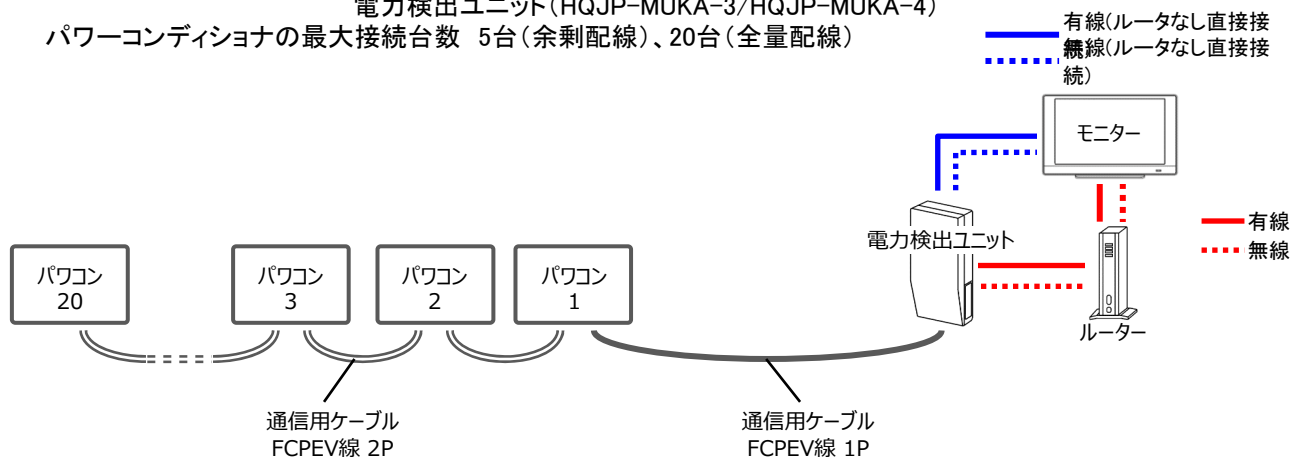 電力検出ユニット(HQJP-MUKA-3/HQJP-MUKA-4)
パワーコンディショナの最大接続台数 5台(余剰配線)、20台(全量配線)
有線(ルータなし直接接
続)
無線(ルータなし直接接
続)
モニター
電力検出ユニット
有線
無線
ルーター
パワコン
20
パワコン
3
パワコン
2
パワコン
1
通信用ケーブル
FCPEV線 2P
通信用ケーブル
FCPEV線 1P